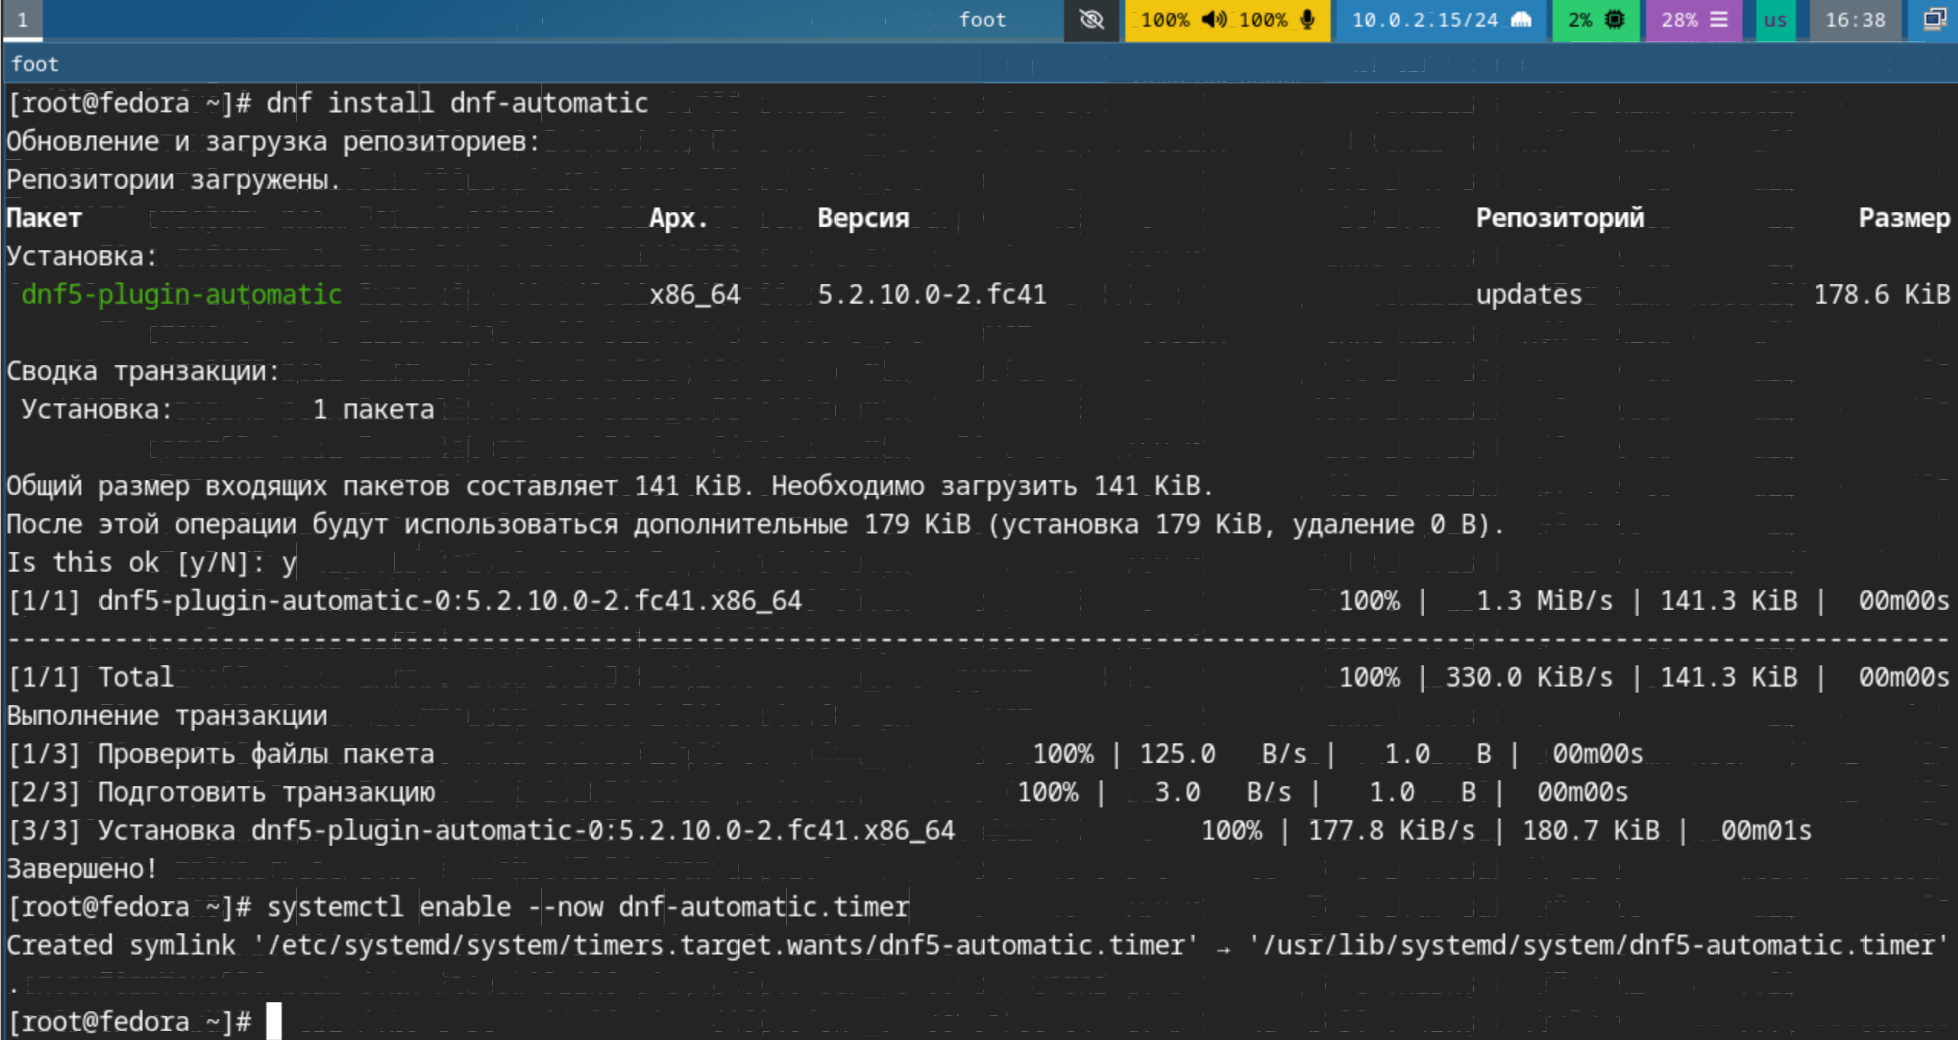 1 foot 100% 100% 10.0.2.15/24 2% 28% us 16:38
foot
[root@fedora ~]# dnf install dnf-automatic
Обновление и загрузка репозиториев:
Репозитории загружены.
Пакет Арх. Версия Репозиторий Размер
Установка:
dnf5-plugin-automatic x86_64 5.2.10.0-2.fc41 updates 178.6 KiB
Сводка транзакции:
Установка: 1 пакета
Общий размер входящих пакетов составляет 141 KiB. Необходимо загрузить 141 KiB.
После этой операции будут использоваться дополнительные 179 KiB (установка 179 KiB, удаление 0 B).
Is this ok [y/N]: y
[1/1] dnf5-plugin-automatic-0:5.2.10.0-2.fc41.x86_64 100% | 1.3 MiB/s | 141.3 KiB | 00m00s
--------------------------------------------------------------------------------------------------------------------------------
[1/1] Total 100% | 330.0 KiB/s | 141.3 KiB | 00m00s
Выполнение транзакции
[1/3] Проверить файлы пакета 100% | 125.0 B/s | 1.0 B | 00m00s
[2/3] Подготовить транзакцию 100% | 3.0 B/s | 1.0 B | 00m00s
[3/3] Установка dnf5-plugin-automatic-0:5.2.10.0-2.fc41.x86_64 100% | 177.8 KiB/s | 180.7 KiB | 00m01s
Завершено!
[root@fedora ~]# systemctl enable --now dnf-automatic.timer
Created symlink '/etc/systemd/system/timers.target.wants/dnf5-automatic.timer' → '/usr/lib/systemd/system/dnf5-automatic.timer'
.
[root@fedora ~]#